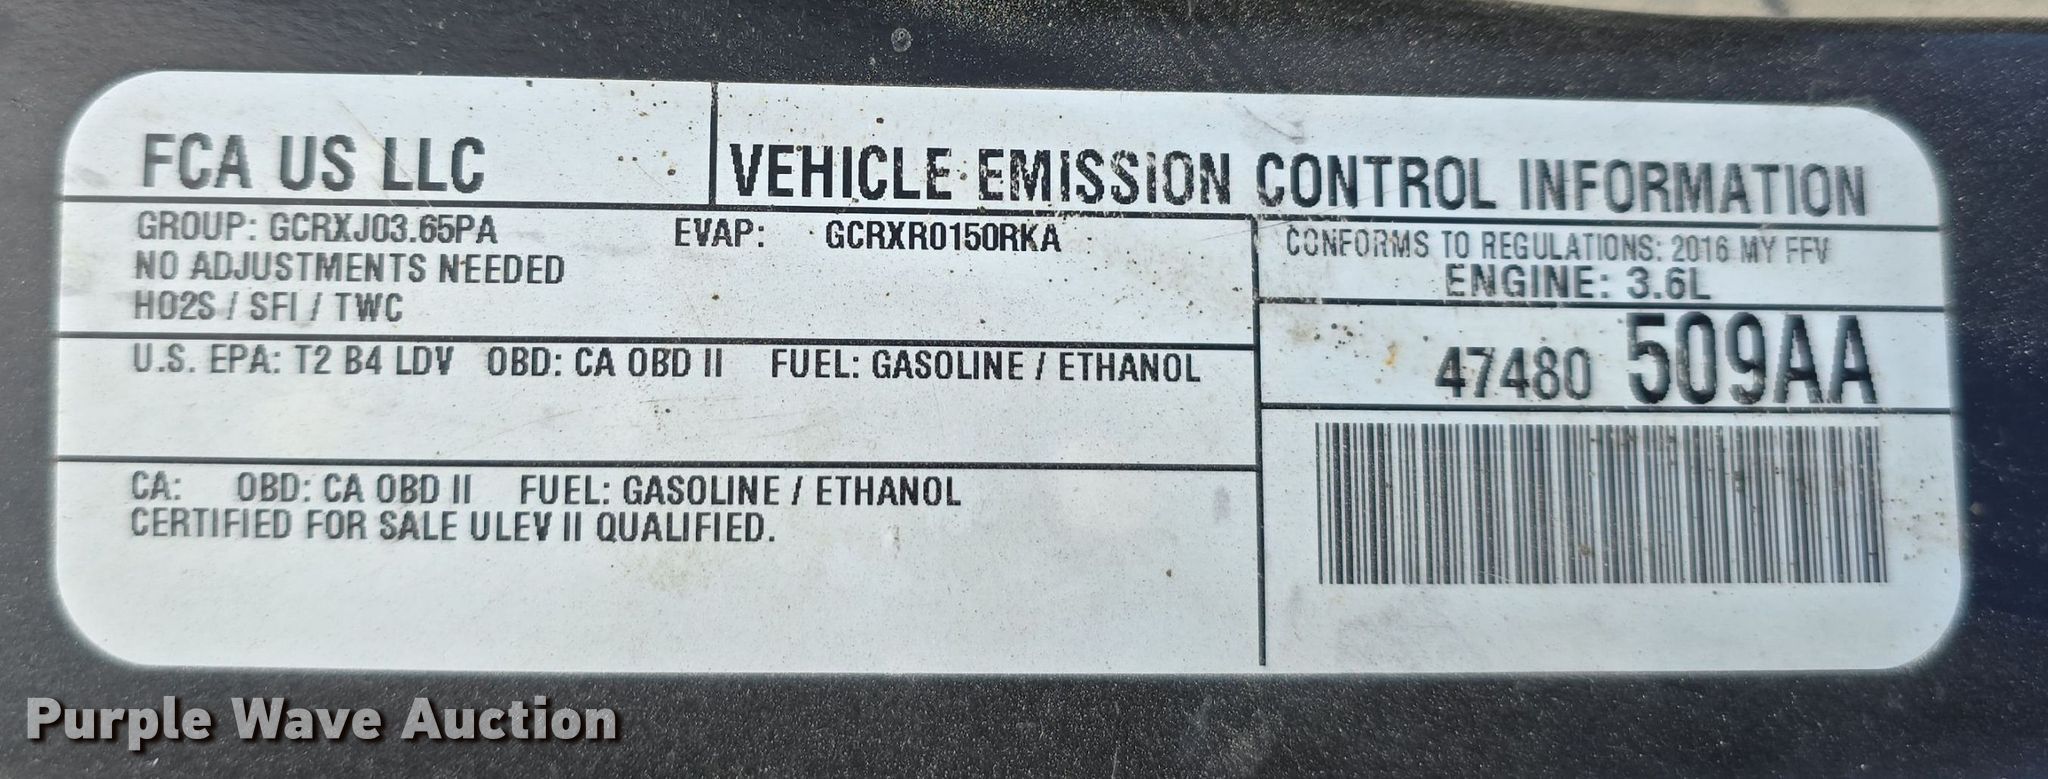 FCA US LLC
VEHICLE EMISSION CONTROL INFORMATION
GROUP: GCRXJ03.65PA
EVAP: GCRXR0150RKA
NO ADJUSTMENTS NEEDED
HO2S / SFI / TWC
CONFORMS TO REGULATIONS: 2016 MY FFV
ENGINE: 3.6L
47480 509AA
U.S. EPA: T2 B4 LDV OBD: CA OBD II FUEL: GASOLINE / ETHANOL
CA: OBD: CA OBD II FUEL: GASOLINE / ETHANOL
CERTIFIED FOR SALE ULEV II QUALIFIED.
Purple Wave Auction